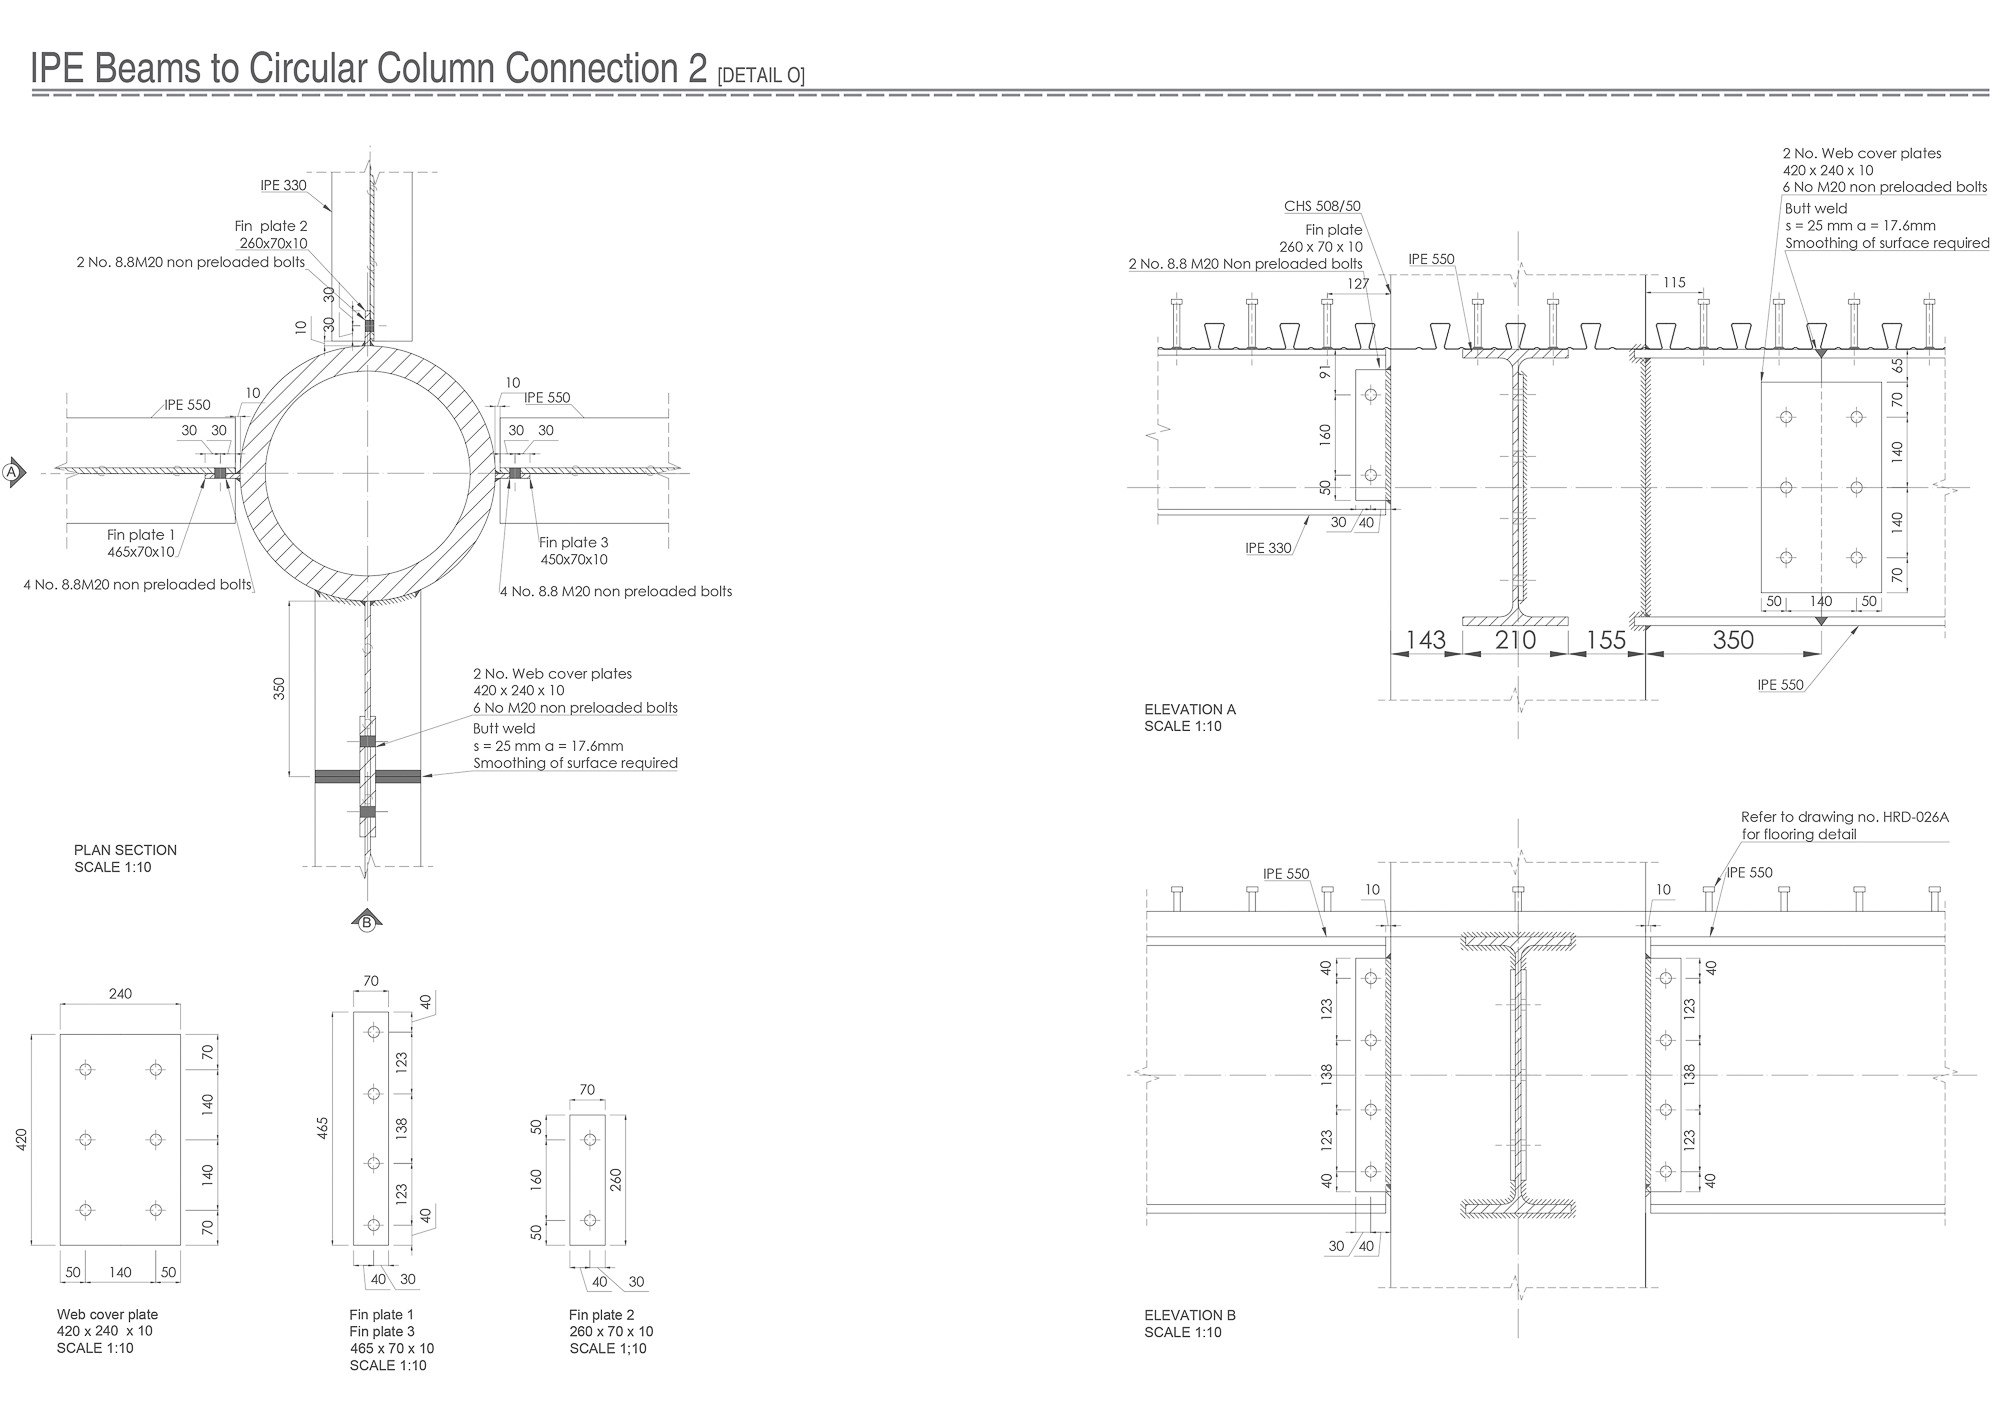 IPE Beams to Circular Column Connection 2 [DETAIL O]
IPE 330
Fin plate 2
260x70x10
2 No. 8.8M20 non preloaded bolts
30
30
10
IPE 550
10
30 30
10
IPE 550
30 30
A
Fin plate 1
465x70x10
4 No. 8.8M20 non preloaded bolts
Fin plate 3
450x70x10
4 No. 8.8 M20 non preloaded bolts
350
2 No. Web cover plates
420 x 240 x 10
6 No M20 non preloaded bolts
Butt weld
s = 25 mm a = 17.6mm
Smoothing of surface required
PLAN SECTION
SCALE 1:10
B
240
420
70
140
140
70
50 140 50
Web cover plate
420 x 240 x 10
SCALE 1:10
70
465
40
123
138
123
40
40 30
Fin plate 1
Fin plate 3
465 x 70 x 10
SCALE 1:10
70
50
160
50
260
40 30
Fin plate 2
260 x 70 x 10
SCALE 1;10
2 No. Web cover plates
420 x 240 x 10
6 No M20 non preloaded bolts
Butt weld
s = 25 mm a = 17.6mm
Smoothing of surface required
CHS 508/50
Fin plate
260 x 70 x 10
2 No. 8.8 M20 Non preloaded bolts
127
IPE 550
115
91
160
50
30 40
IPE 330
65
70
140
140
70
50 140 50
143 210 155 350
IPE 550
ELEVATION A
SCALE 1:10
Refer to drawing no. HRD-026A
for flooring detail
IPE 550
10
10
IPE 550
40
123
138
123
40
30 40
40
123
138
123
40
ELEVATION B
SCALE 1:10